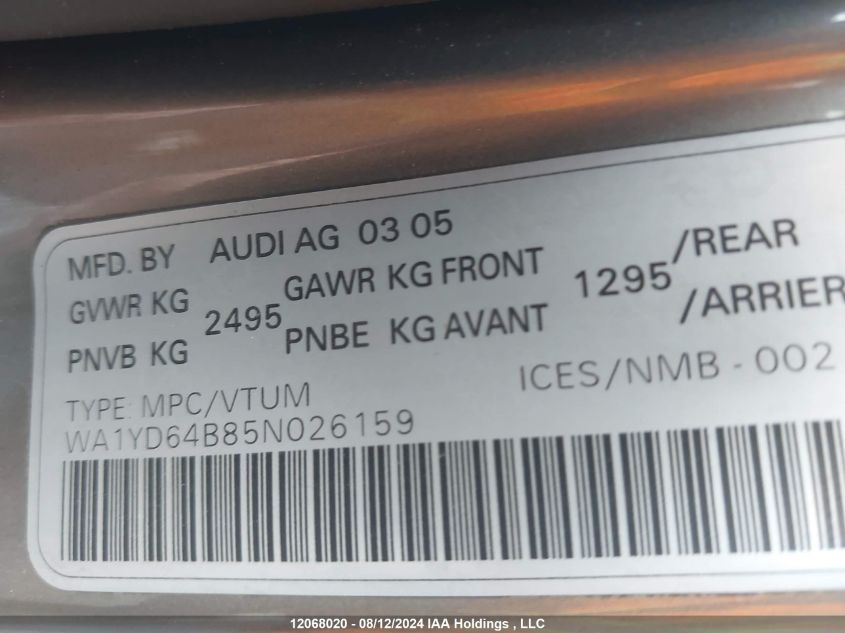 MFD. BY AUDI AG 03 05
GVWR KG 2495 GAWR KG FRONT 1295 /REAR
PNVB KG PNBE KG AVANT /ARRIER
TYPE: MPC/VTUM ICES/NMB - 002
WA1YD64B85N026159
12068020 - 08/12/2024 IAA Holdings , LLC